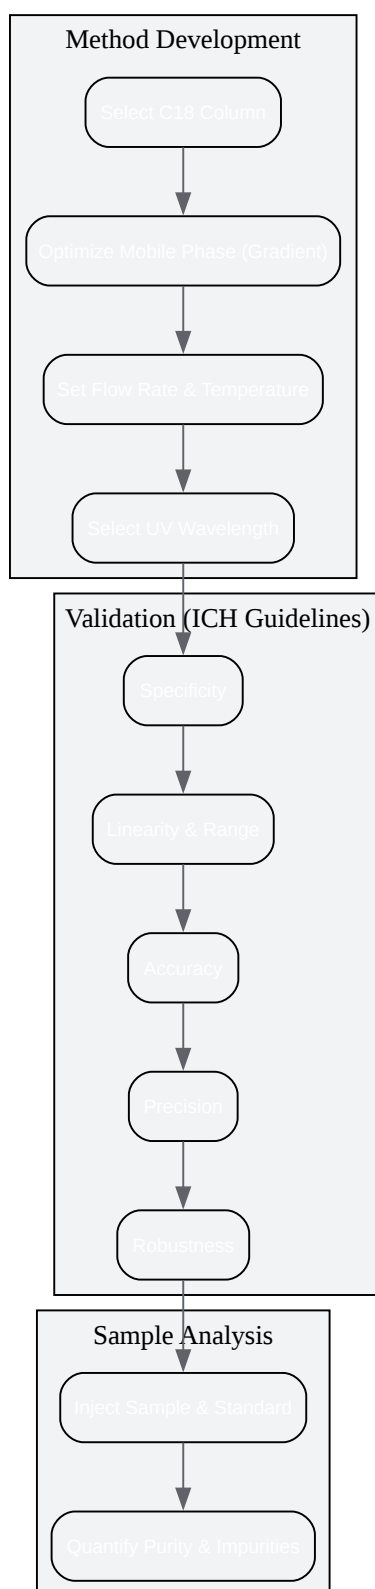 Method Development
Select C18 Column
Optimize Mobile Phase (Gradient)
Set Flow Rate & Temperature
Select UV Wavelength
Validation (ICH Guidelines)
Specificity
Linearity & Range
Accuracy
Precision
Robustness
Sample Analysis
Inject Sample & Standard
Quantify Purity & Impurities